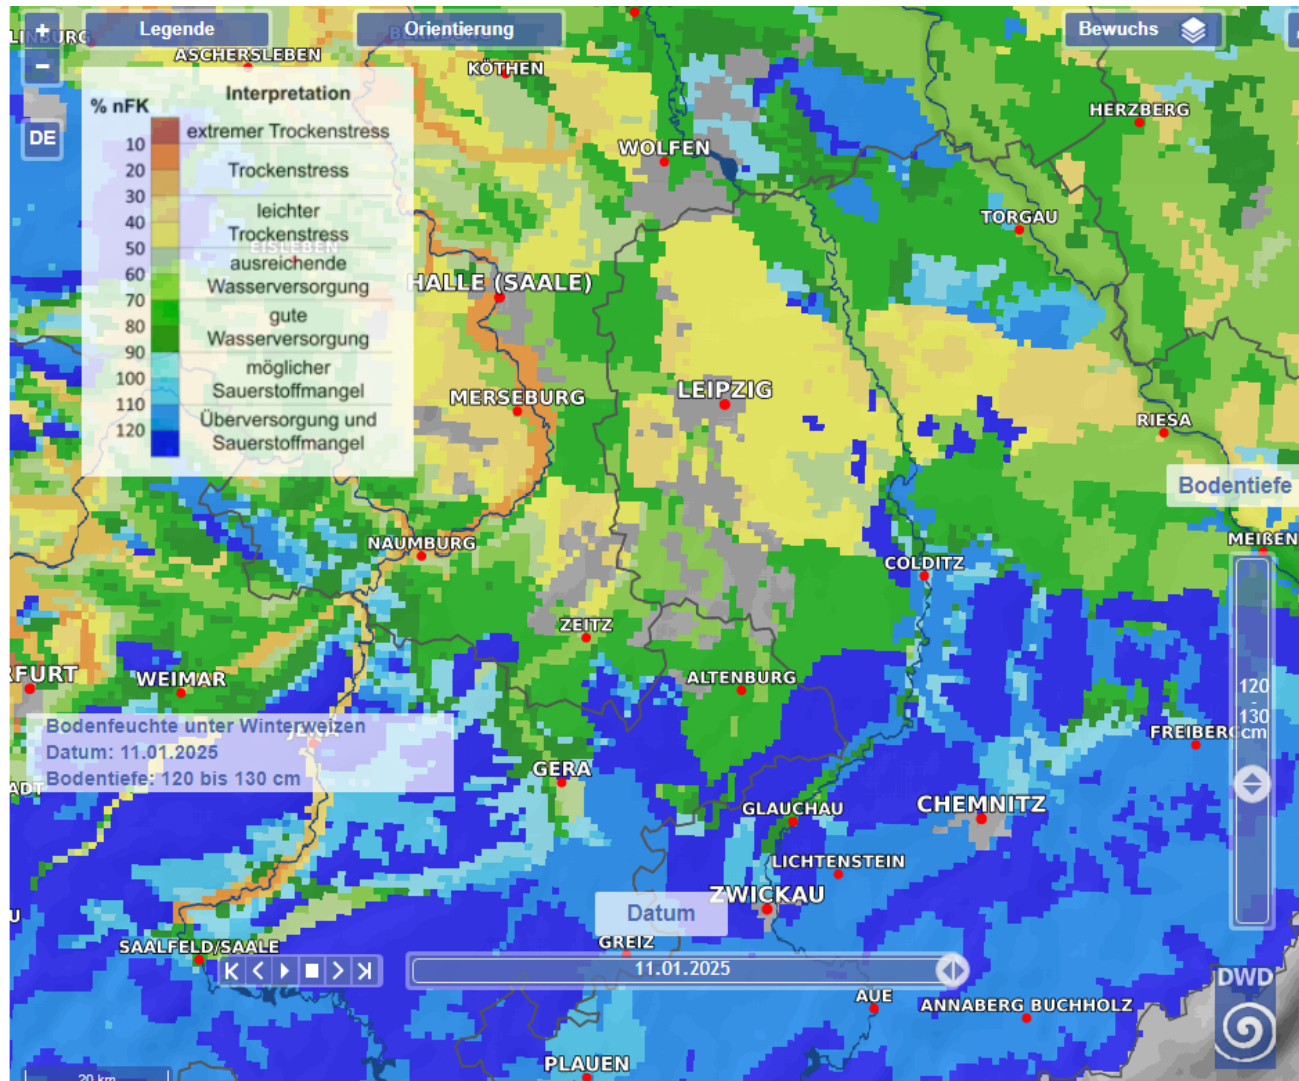 LINBURG
+
Legende
Orientierung
Bewuchs
ASCHERSLEBEN
KÖTHEN
−
% nFK
Interpretation
HERZBERG
DE
extremer Trockenstress
10
WOLFEN
Trockenstress
20
30
leichter
TORGAU
40
Trockenstress
EISLEBEN
50
ausreichende
60
Wasserversorgung
HALLE (SAALE)
70
gute
80
Wasserversorgung
90
möglicher
100
Sauerstoffmangel
LEIPZIG
110
MERSEBURG
Überversorgung und
RIESA
120
Sauerstoffmangel
Bodentiefe
NAUMBURG
MEIßEN
COLDITZ
ZEITZ
RFURT
WEIMAR
ALTENBURG
120
-
130
cm
Bodenfeuchte unter Winterweizen
FREIBERG
Datum: 11.01.2025
Bodentiefe: 120 bis 130 cm
GERA
ADT
CHEMNITZ
GLAUCHAU
LICHTENSTEIN
ZWICKAU
U
Datum
SAALFELD/SAALE
GREIZ
11.01.2025
DWD
AUE
ANNABERG BUCHHOLZ
PLAUEN
20 km